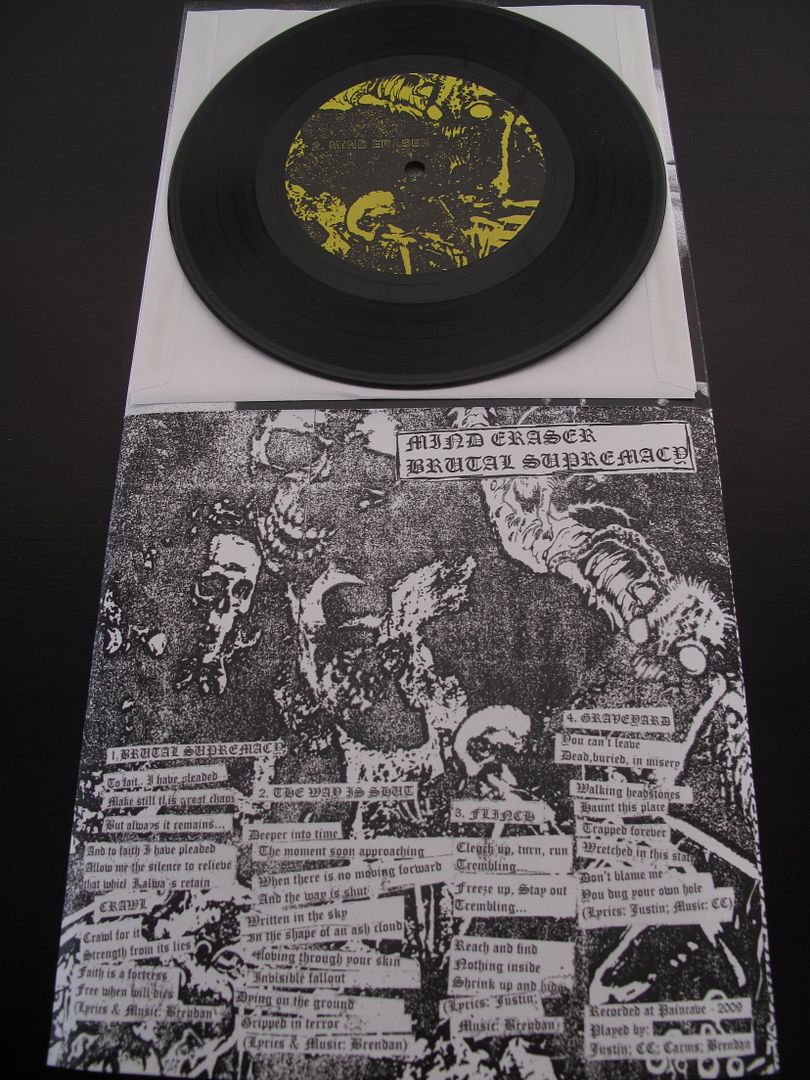 2. MIND ERASER
MIND ERASER
BRUTAL SUPREMACY
1. BRUTAL SUPREMACY
To fait.. I have pleaded
Make still this great chaos
But always it remains...
And to faith I have pleaded
Allow me the silence to relieve
that which I alwa s retain
CRAWL
Crawl for it
Strength from its lies
Faith is a fortress
Free when will dies
(Lyrics & Music: Brendan)
2. THE WAY IS SHUT
Deeper into time
The moment soon approaching
When there is no moving forward
And the way is shut
Written in the sky
In the shape of an ash cloud
through your skin
Invisible fallout
Dying on the ground
Gripped in terror
(Lyrics & Music: Brendan)
3. FLINCH
Clench up, turn, run
Trembling...
Freeze up, Stay out
Trembling...
Reach and find
Nothing inside
Shrink up and hide
(Lyrics: Justin;
Music: Brendan)
4. GRAVEYARD
You can't leave
Dead, buried, in misery
Walking headstones
Haunt this place
Trapped forever
Wretched in this state
Don't blame me
You dug your own hole
(Lyrics: Justin; Music: CC)
Recorded at Paincave - 2009
Played by:
Justin; CC; Carms; Brendan